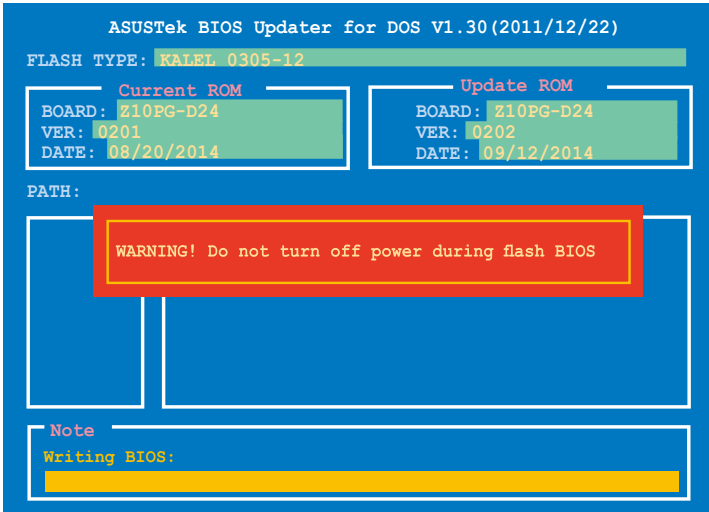 ASUSTek BIOS Updater for DOS V1.30(2011/12/22)
FLASH TYPE: KALEL 0305-12
Current ROM
BOARD: Z10PG-D24
VER: 0201
DATE: 08/20/2014
Update ROM
BOARD: Z10PG-D24
VER: 0202
DATE: 09/12/2014
PATH:
WARNING! Do not turn off power during flash BIOS
Note
Writing BIOS: